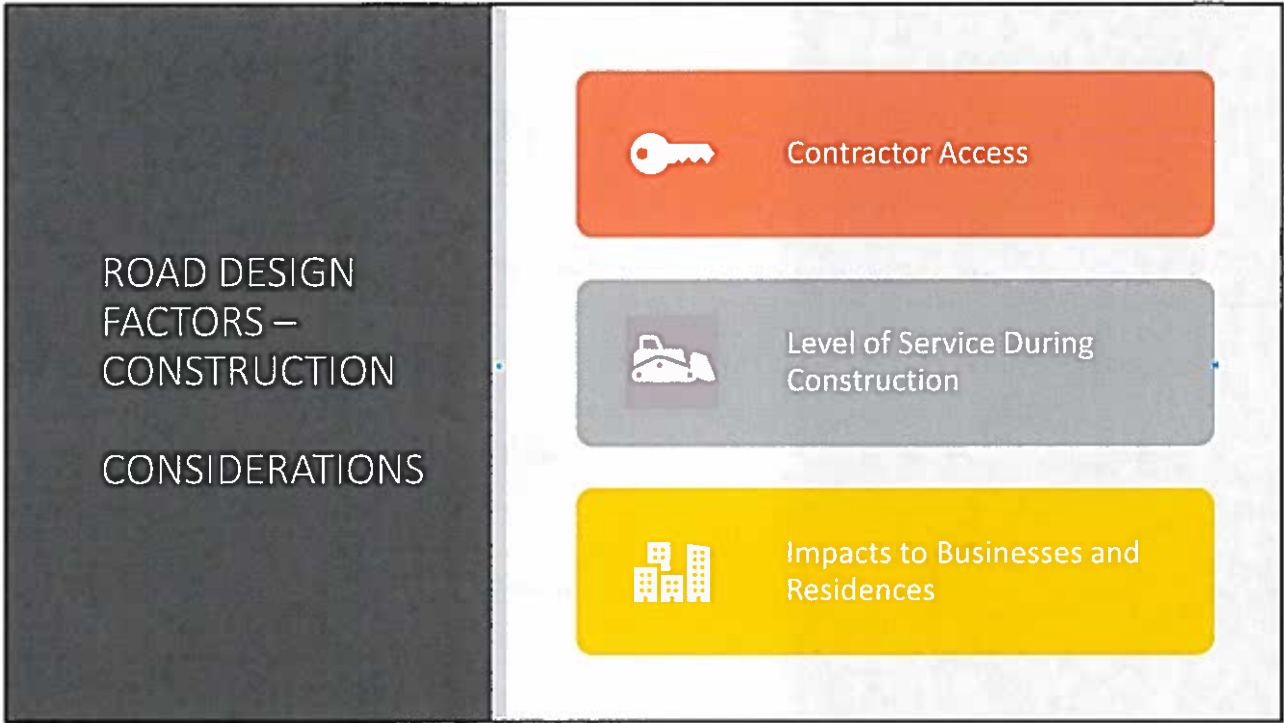 ROAD DESIGN
FACTORS –
CONSTRUCTION
CONSIDERATIONS
Contractor Access
Level of Service During
Construction
Impacts to Businesses and
Residences